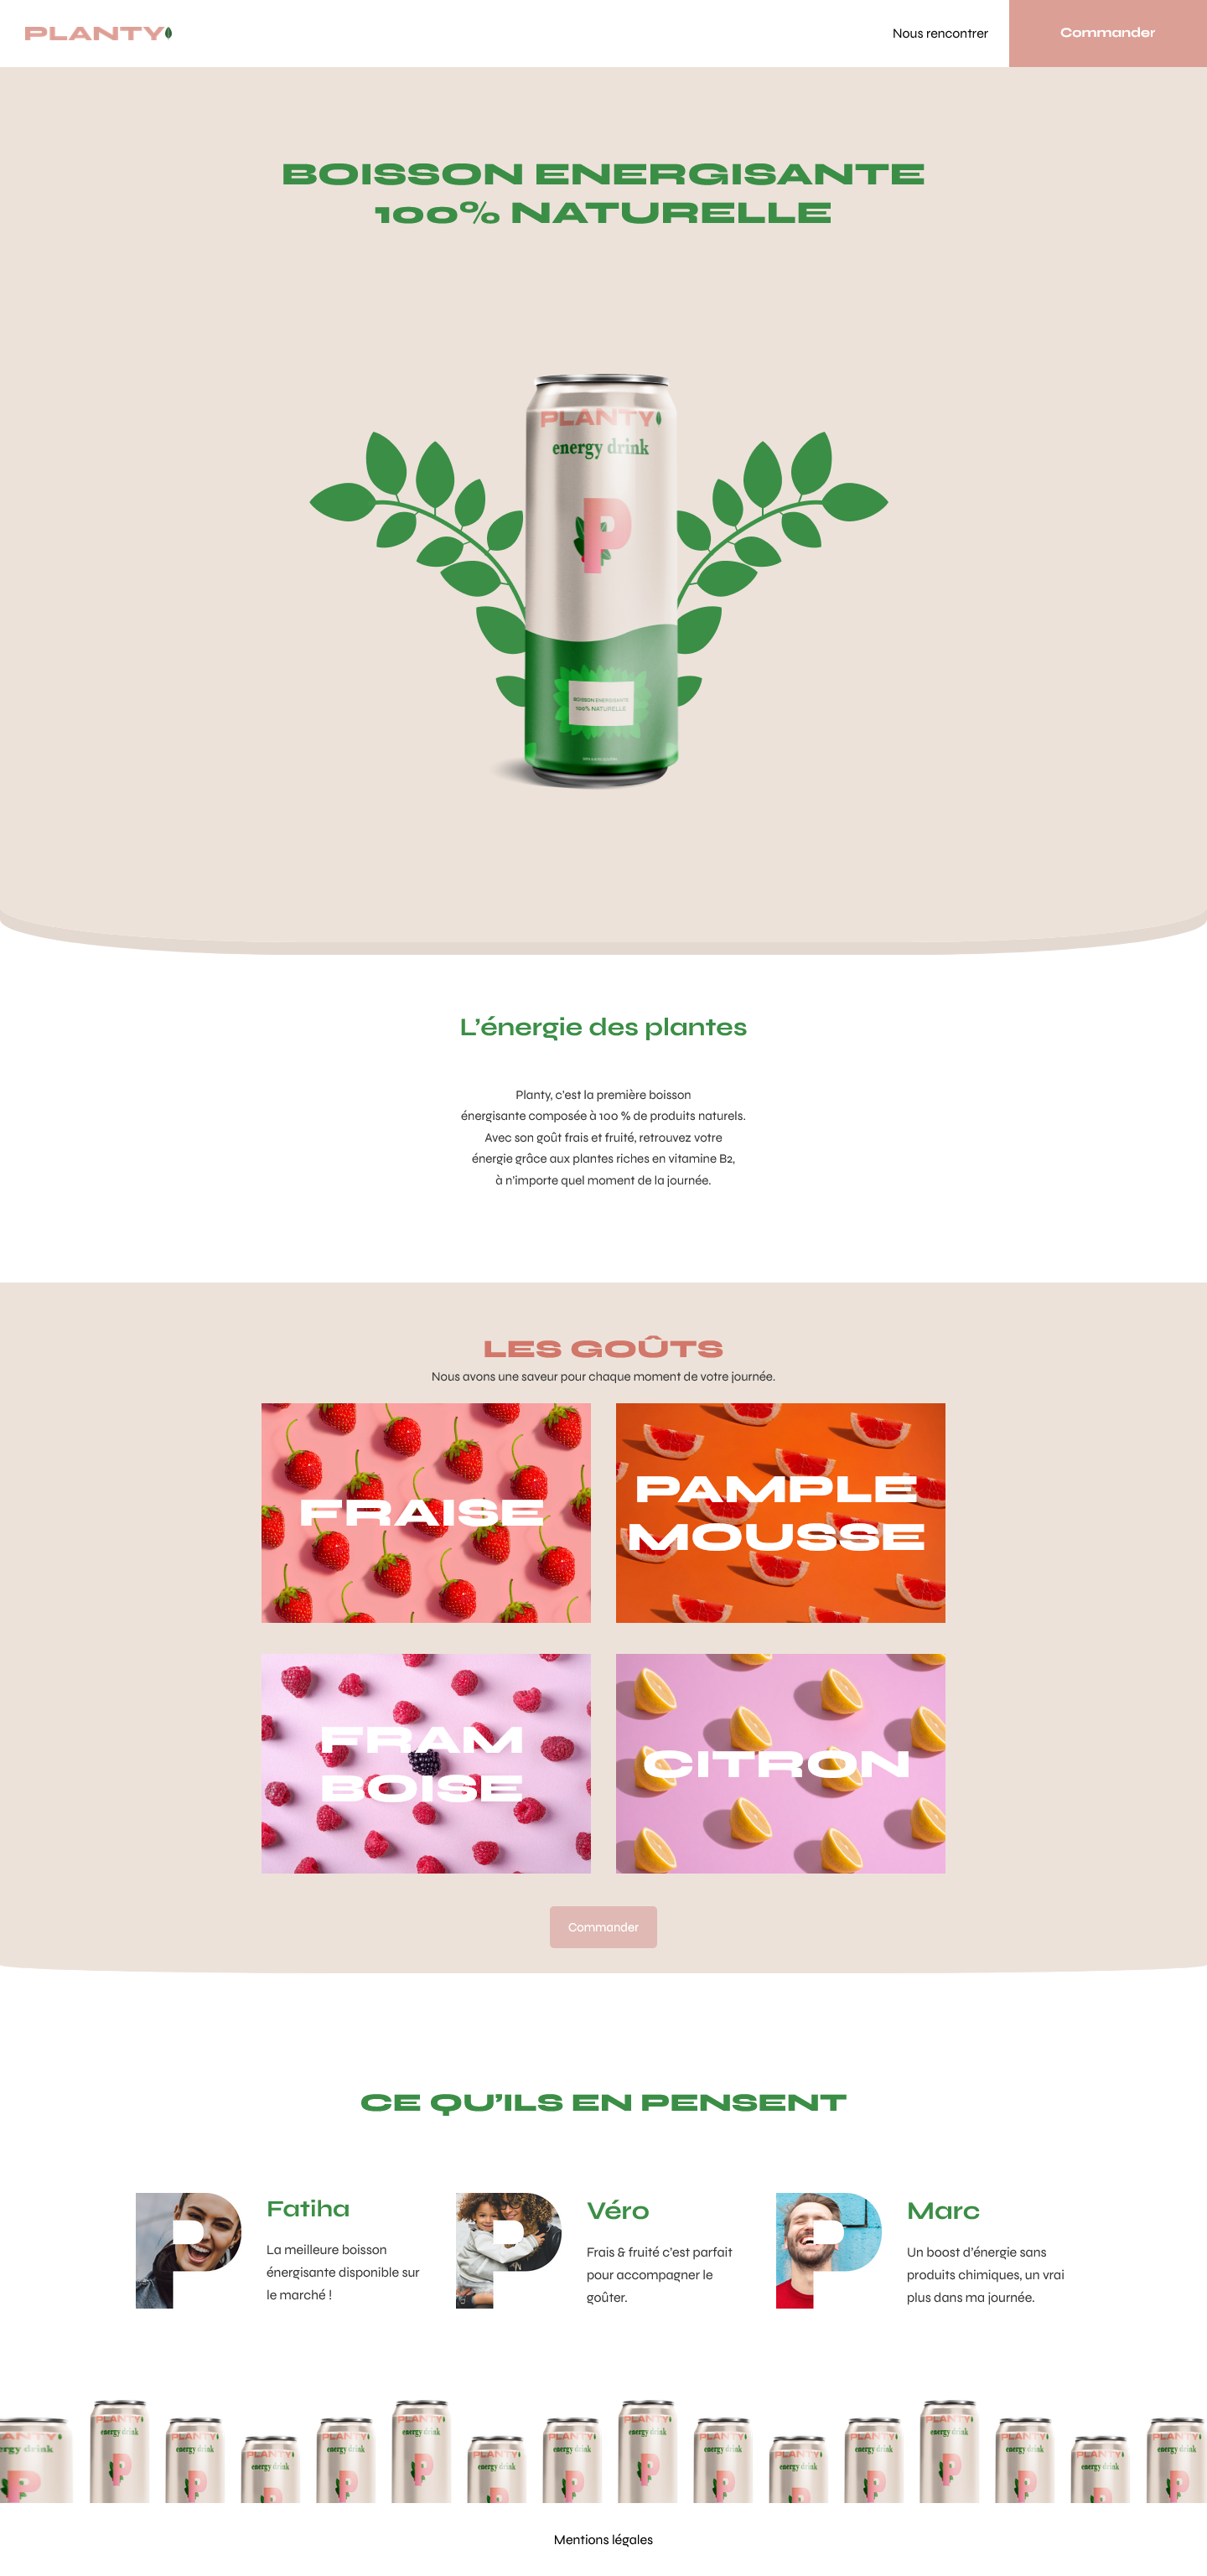 PLANTY
Nous rencontrer
Commander
BOISSON ENERGISANTE
100% NATURELLE
PLANTY
energy drink
P
BOISSON ENERGISANTE
100% NATURELLE
L’énergie des plantes
Planty, c’est la première boisson
énergisante composée à 100 % de produits naturels.
Avec son goût frais et fruité, retrouvez votre
énergie grâce aux plantes riches en vitamine B2,
à n’importe quel moment de la journée.
LES GOÛTS
Nous avons une saveur pour chaque moment de votre journée.
FRAISE
PAMPLE
MOUSSE
FRAM
BOISE
CITRON
Commander
CE QU’ILS EN PENSENT
Fatiha
La meilleure boisson
énergisante disponible sur
le marché !
Véro
Frais & fruité c’est parfait
pour accompagner le
goûter.
Marc
Un boost d’énergie sans
produits chimiques, un vrai
plus dans ma journée.
PLANTY
energy drink
P
Mentions légales